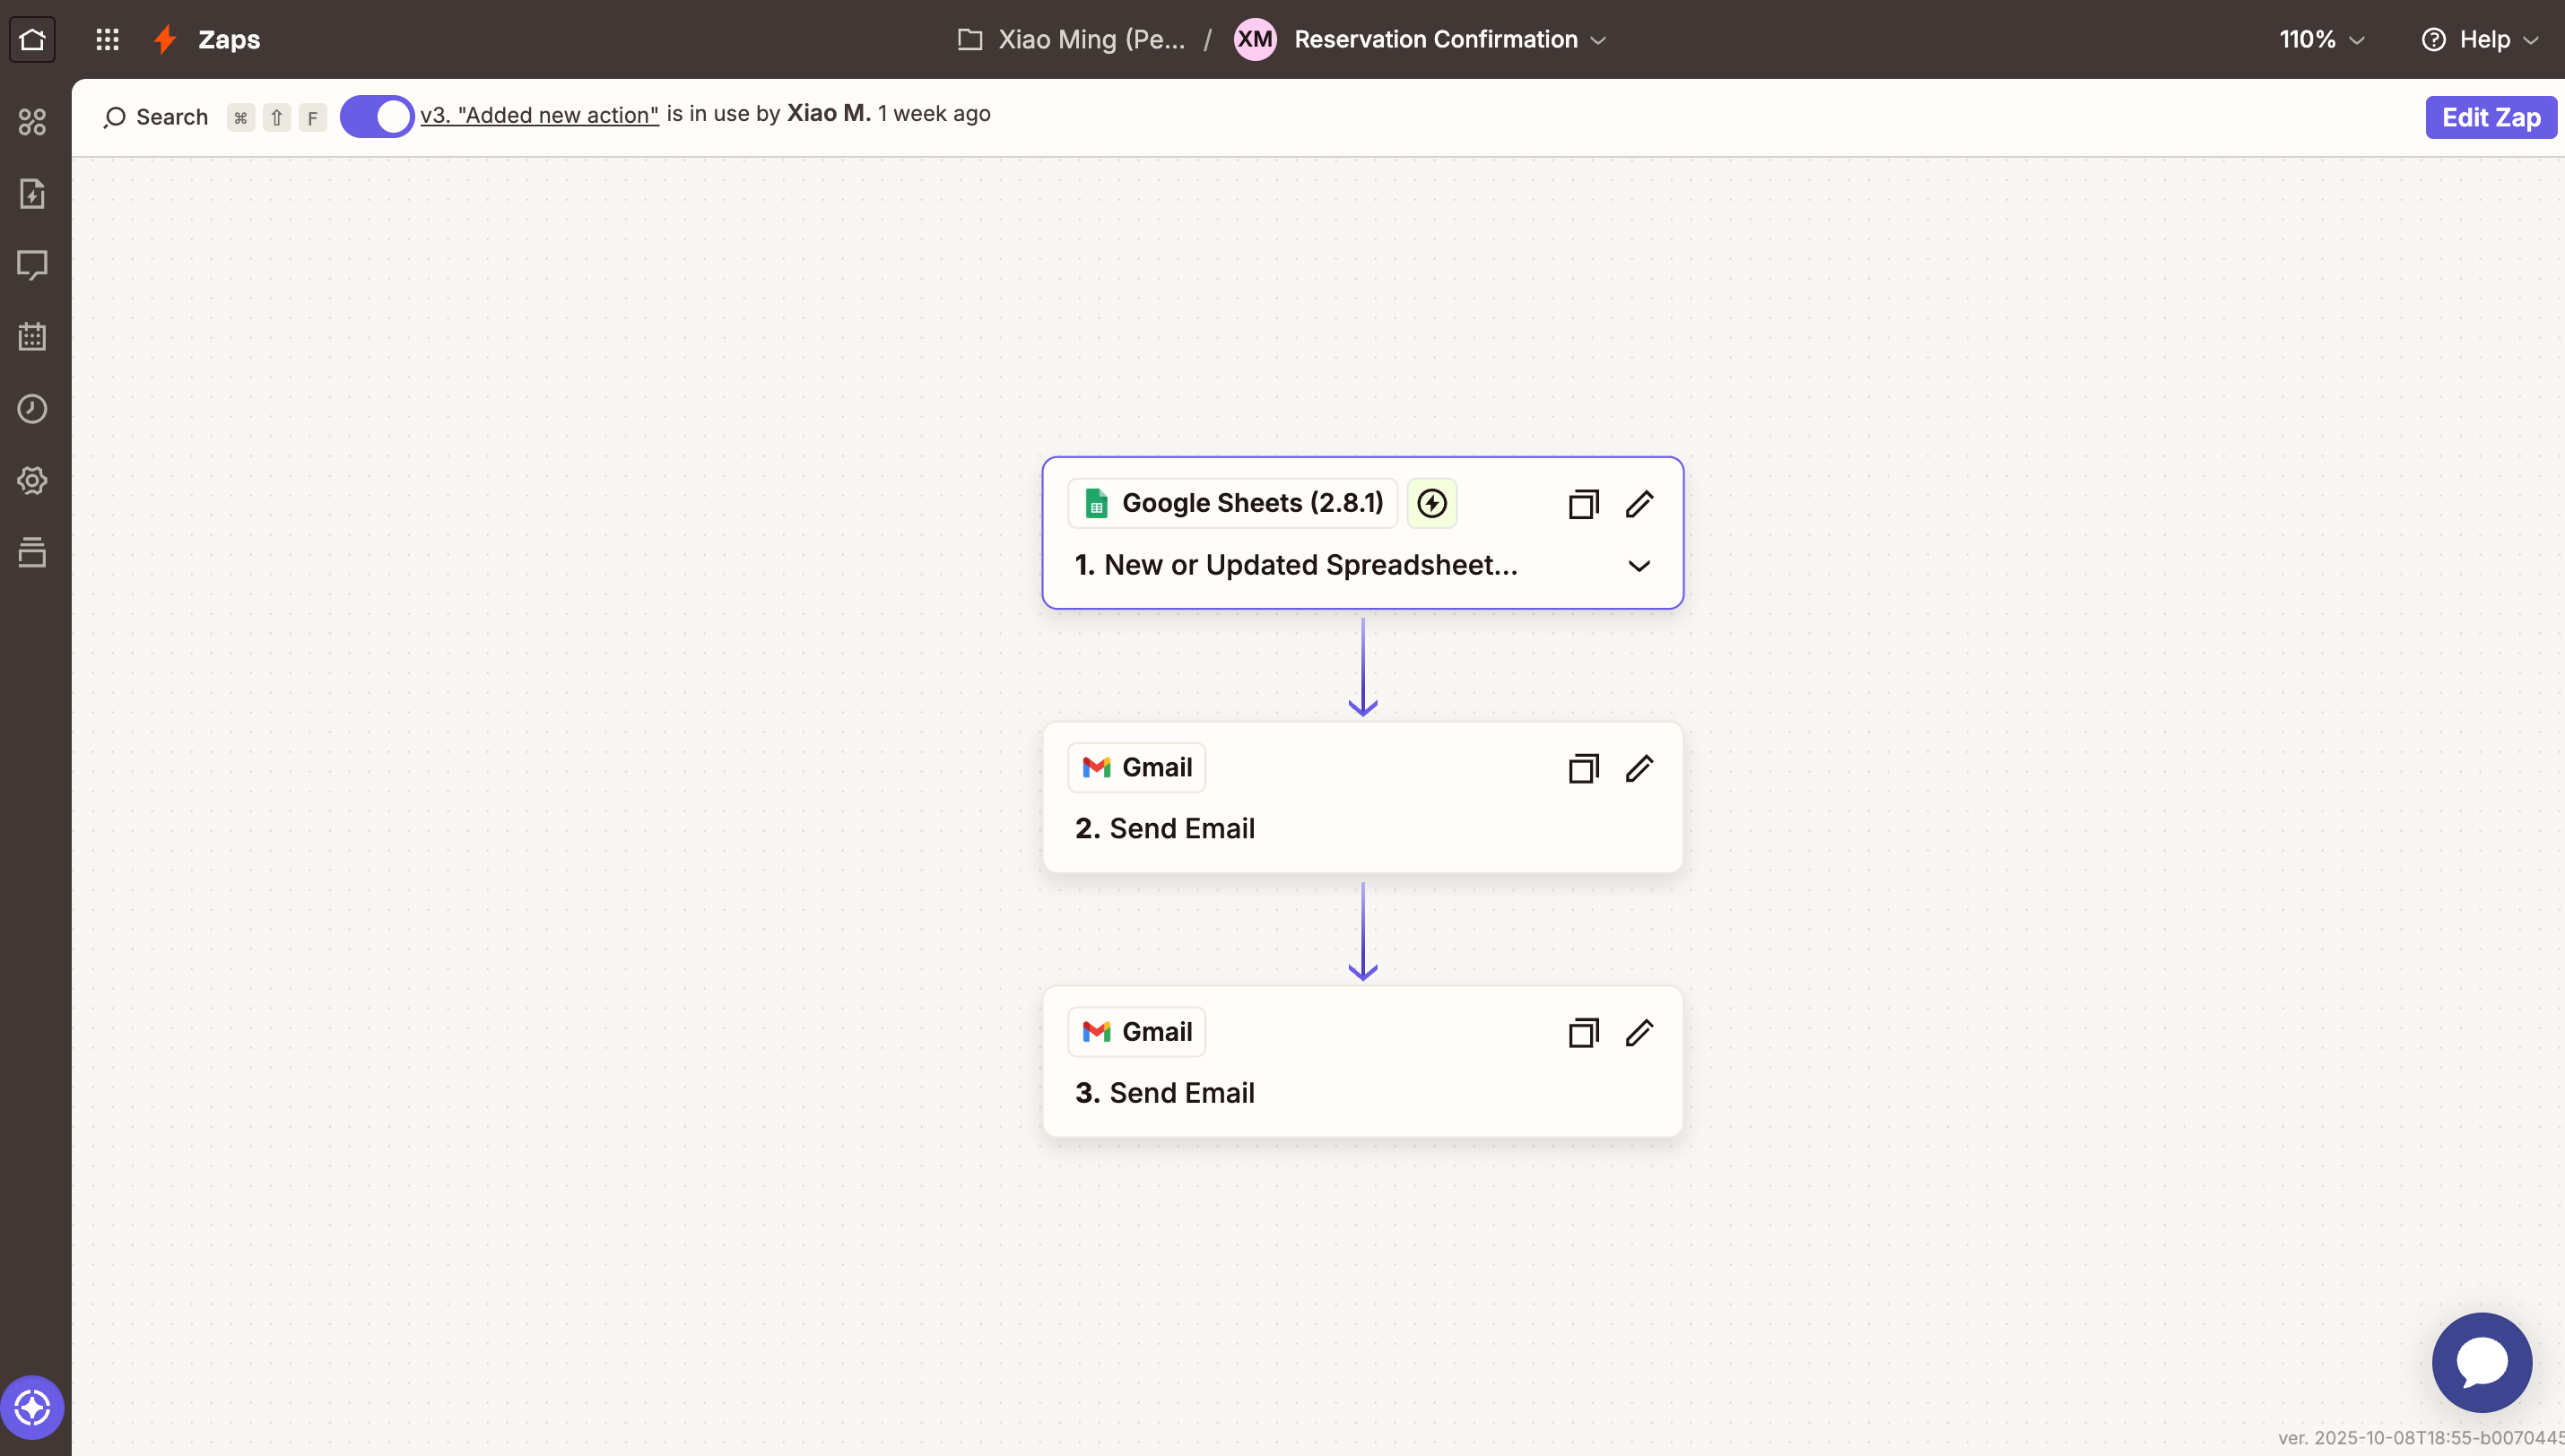 Zaps
Xiao Ming (Pe... / XM Reservation Confirmation
110%
Help
Search ⌘ ⇧ F
v3. "Added new action" is in use by Xiao M. 1 week ago
Edit Zap
Google Sheets (2.8.1)
1. New or Updated Spreadsheet...
Gmail
2. Send Email
Gmail
3. Send Email
ver. 2025-10-08T18:55-b0070445